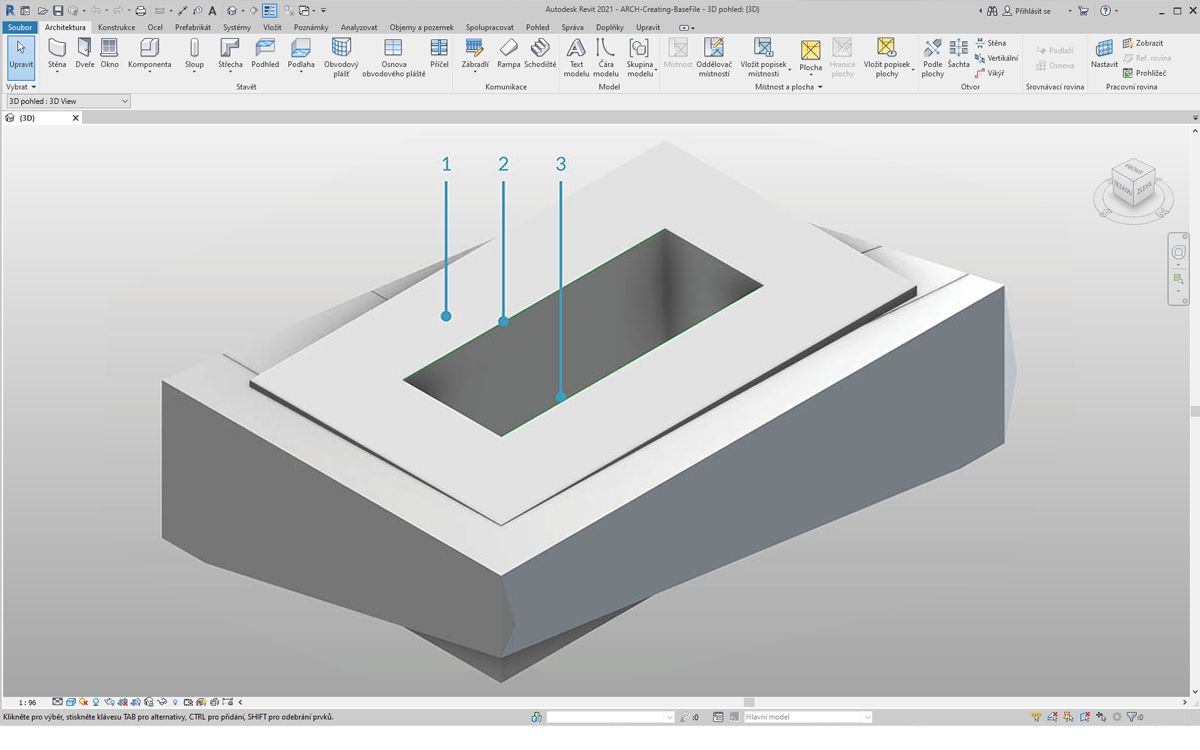 Autodesk Revit 2021 - ARCH-Creating-BaseFile - 3D pohled: {3D}
Přihlásit se
Soubor Architektura Konstrukce Ocel Prefabrikát Systémy Vložit Poznámky Analyzovat Objemy a pozemek Spolupracovat Pohled Správa Doplňky Upravit
Upravit Stěna Dveře Okno Komponenta Sloup Střecha Podhled Podlaha Obvodový plášť Osnova obvodového pláště Příčel Zábradlí Rampa Schodiště Text modelu Čára modelu Skupina modelu Místnost Oddělovač místností Vložit popisek místnosti Plocha Hranice plochy Vložit popisek plochy Podle plochy Šachta Stěna Vertikální Vikýř Podlaží Osnova Nastavit Zobrazit Ref. rovina Prohlížeč
Vybrat Stavět Komunikace Model Místnost a plocha Otvor Srovnávací rovina Pracovní rovina
3D pohled : 3D View
{3D}
1 2 3
1 : 96
Klikněte pro výběr, stiskněte klávesu TAB pro alternativy, CTRL pro přidání, SHIFT pro odebrání prvků. :0 Hlavní model :0